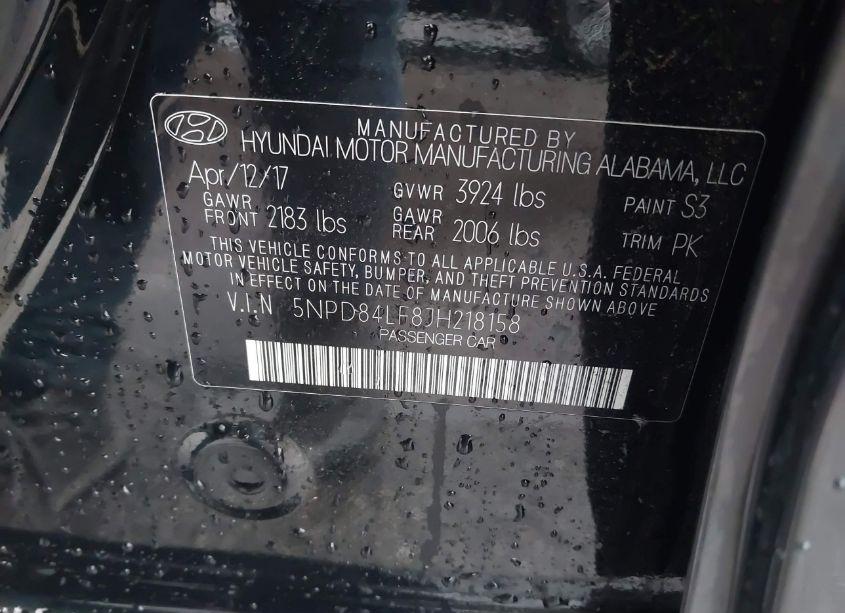 MANUFACTURED BY
HYUNDAI MOTOR MANUFACTURING ALABAMA, LLC
Apr/12/17 GVWR 3924 lbs PAINT S3
GAWR FRONT 2183 lbs GAWR REAR 2006 lbs TRIM PK
THIS VEHICLE CONFORMS TO ALL APPLICABLE U.S.A. FEDERAL
MOTOR VEHICLE SAFETY, BUMPER, AND THEFT PREVENTION STANDARDS
IN EFFECT ON THE DATE OF MANUFACTURE SHOWN ABOVE
V.I.N 5NPD84LF8JH218158
PASSENGER CAR